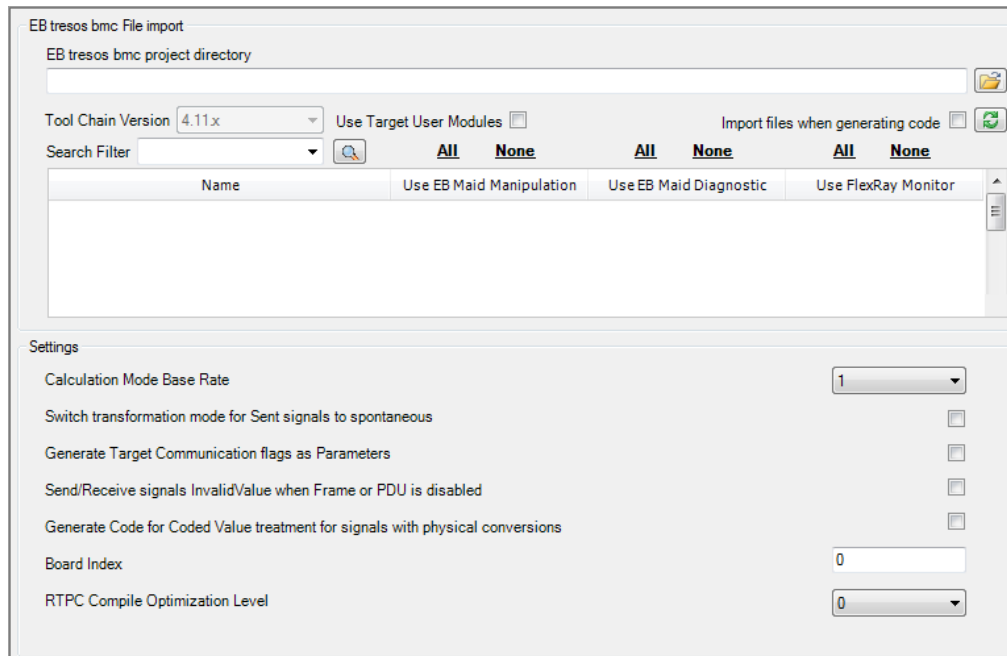 EB tresos bmc File import
EB tresos bmc project directory
Tool Chain Version 4.11.x Use Target User Modules Import files when generating code
Search Filter All None All None All None
Name Use EB Maid Manipulation Use EB Maid Diagnostic Use FlexRay Monitor
Settings
Calculation Mode Base Rate 1
Switch transformation mode for Sent signals to spontaneous
Generate Target Communication flags as Parameters
Send/Receive signals InvalidValue when Frame or PDU is disabled
Generate Code for Coded Value treatment for signals with physical conversions
Board Index 0
RTPC Compile Optimization Level 0